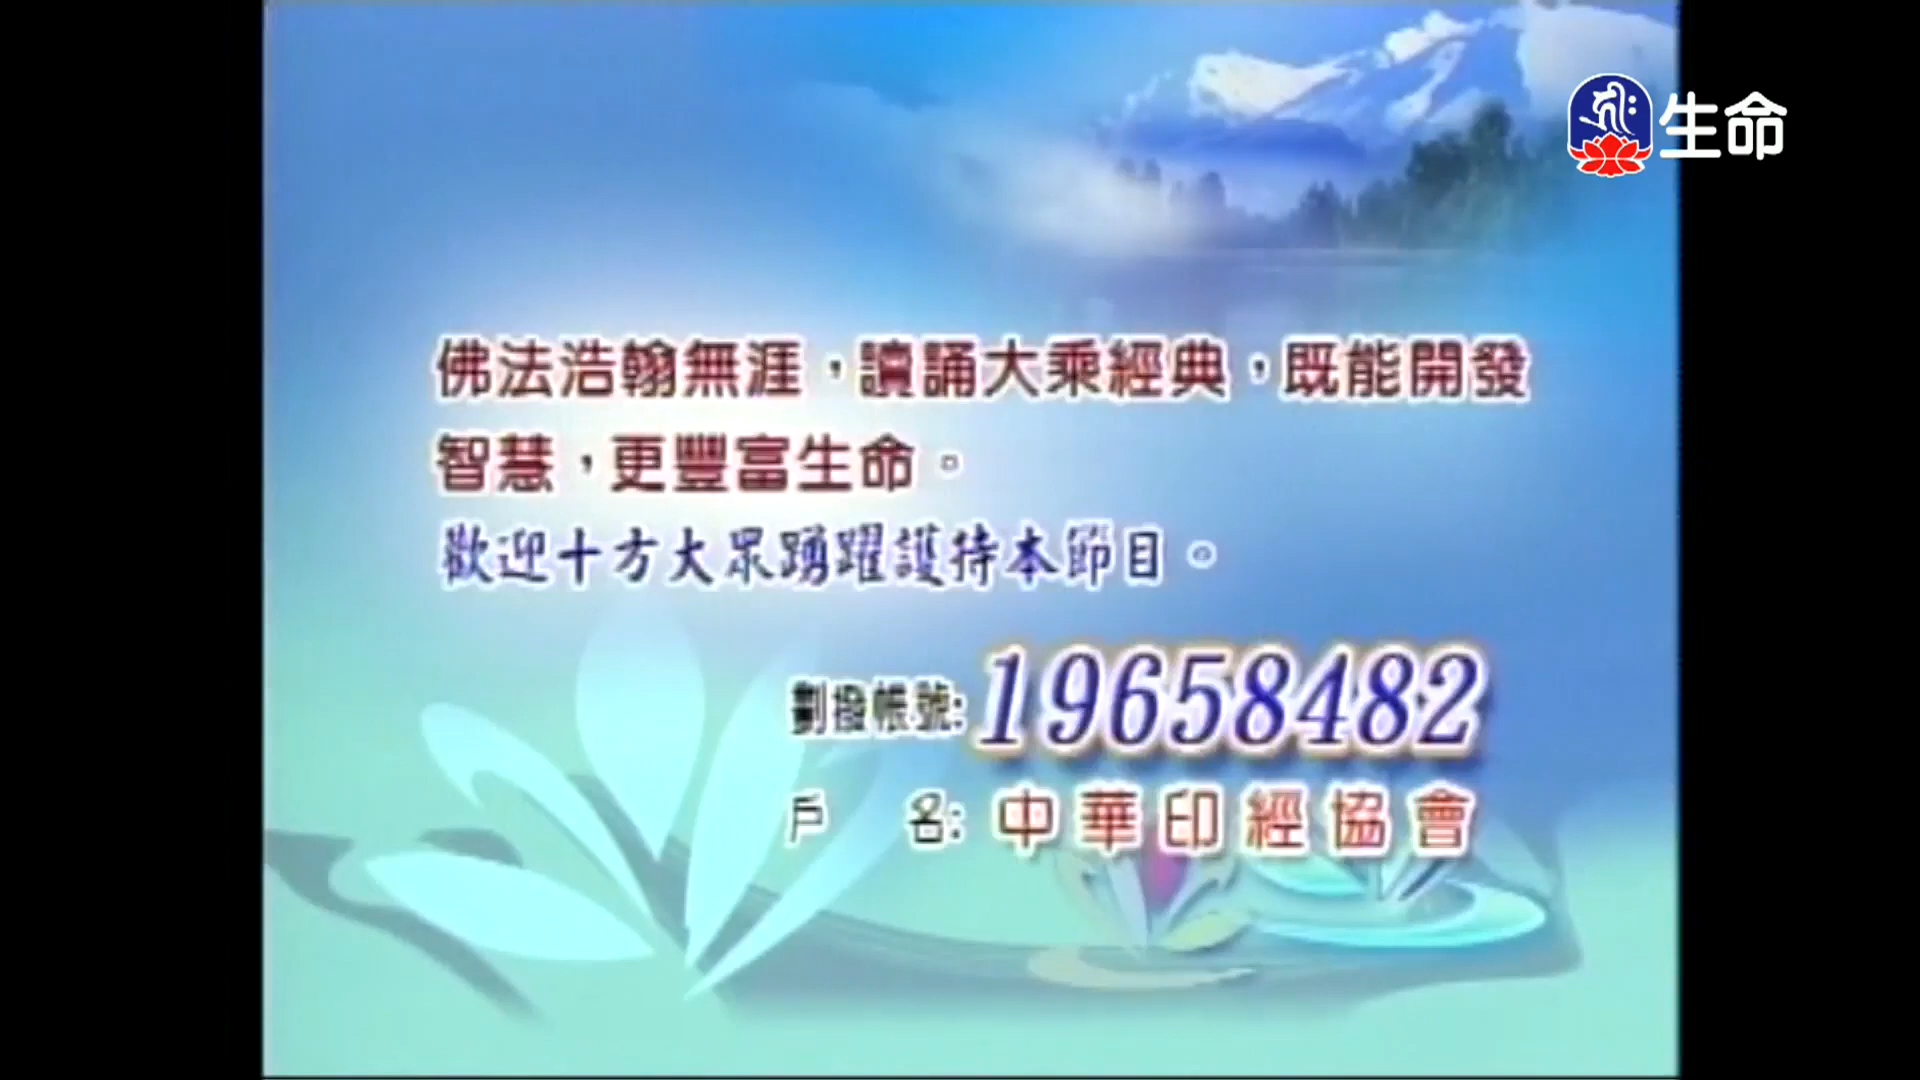 生命
佛法浩翰無涯，讀誦大乘經典，既能開發
智慧，更豐富生命。
歡迎十方大眾踴躍護持本節目。
劃撥帳號:19658482
戶 名:中華印經協會